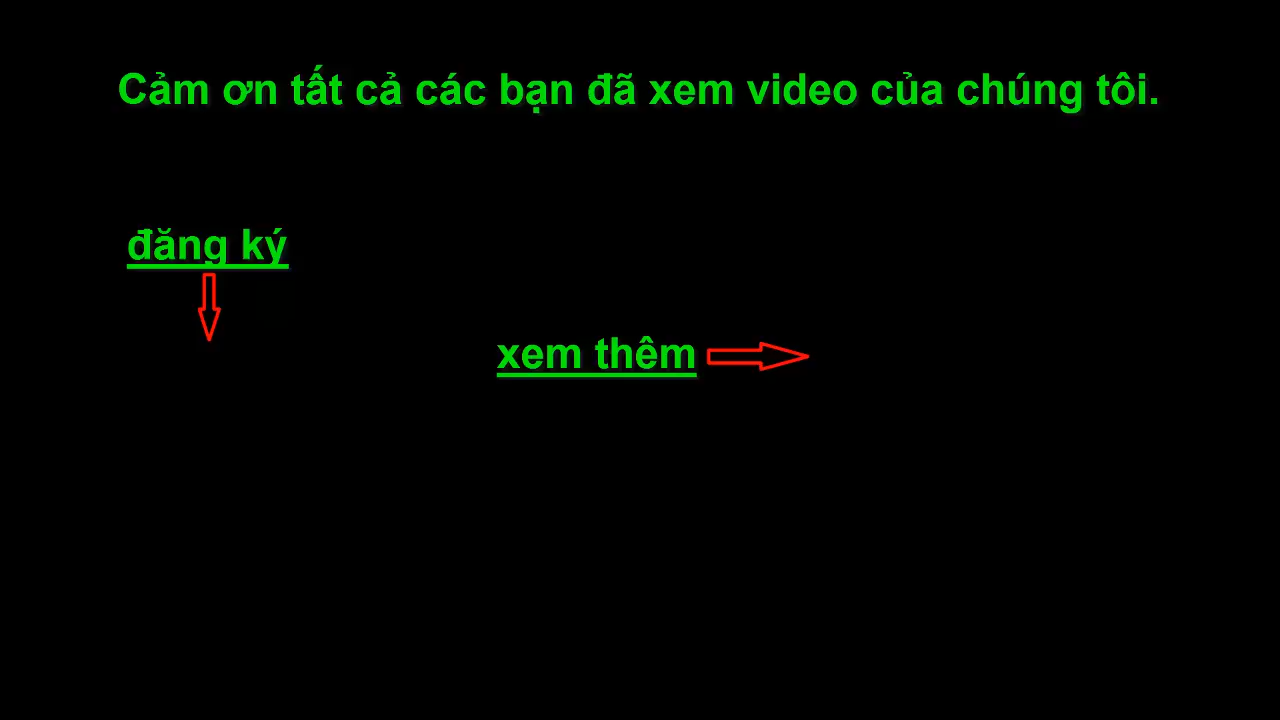 Cảm ơn tất cả các bạn đã xem video của chúng tôi.
đăng ký
xem thêm